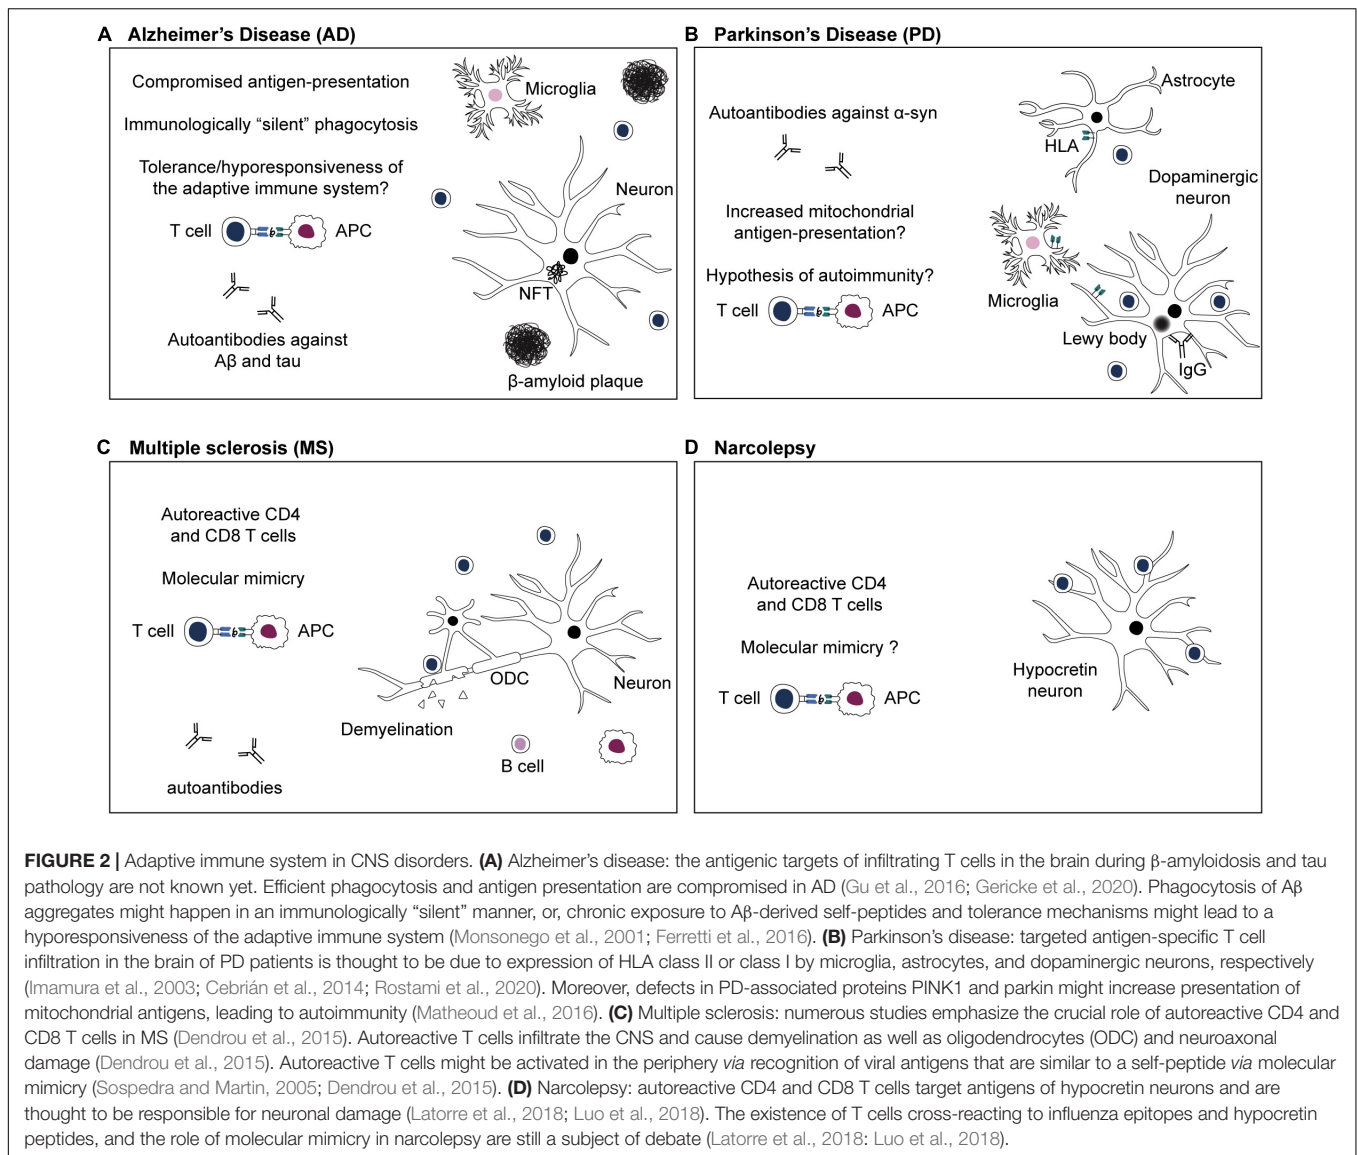 A Alzheimer's Disease (AD)
Compromised antigen-presentation
Immunologically "silent" phagocytosis
Tolerance/hyporesponsiveness of
the adaptive immune system?
T cell
APC
Autoantibodies against
Aβ and tau
Microglia
Neuron
NFT
β-amyloid plaque
B Parkinson's Disease (PD)
Autoantibodies against α-syn
Increased mitochondrial
antigen-presentation?
Hypothesis of autoimmunity?
T cell
APC
Astrocyte
HLA
Dopaminergic
neuron
Microglia
Lewy body
IgG
C Multiple sclerosis (MS)
Autoreactive CD4
and CD8 T cells
Molecular mimicry
T cell
APC
autoantibodies
ODC
Neuron
Demyelination
B cell
D Narcolepsy
Autoreactive CD4
and CD8 T cells
Molecular mimicry ?
T cell
APC
Hypocretin
neuron
FIGURE 2 | Adaptive immune system in CNS disorders. (A) Alzheimer's disease: the antigenic targets of infiltrating T cells in the brain during β-amyloidosis and tau
pathology are not known yet. Efficient phagocytosis and antigen presentation are compromised in AD (Gu et al., 2016; Gericke et al., 2020). Phagocytosis of Aβ
aggregates might happen in an immunologically "silent" manner, or, chronic exposure to Aβ-derived self-peptides and tolerance mechanisms might lead to a
hyporesponsiveness of the adaptive immune system (Monsonego et al., 2001; Ferretti et al., 2016). (B) Parkinson's disease: targeted antigen-specific T cell
infiltration in the brain of PD patients is thought to be due to expression of HLA class II or class I by microglia, astrocytes, and dopaminergic neurons, respectively
(Imamura et al., 2003; Cebrián et al., 2014; Rostami et al., 2020). Moreover, defects in PD-associated proteins PINK1 and parkin might increase presentation of
mitochondrial antigens, leading to autoimmunity (Matheoud et al., 2016). (C) Multiple sclerosis: numerous studies emphasize the crucial role of autoreactive CD4 and
CD8 T cells in MS (Dendrou et al., 2015). Autoreactive T cells infiltrate the CNS and cause demyelination as well as oligodendrocytes (ODC) and neuroaxonal
damage (Dendrou et al., 2015). Autoreactive T cells might be activated in the periphery via recognition of viral antigens that are similar to a self-peptide via molecular
mimicry (Sospedra and Martin, 2005; Dendrou et al., 2015). (D) Narcolepsy: autoreactive CD4 and CD8 T cells target antigens of hypocretin neurons and are
thought to be responsible for neuronal damage (Latorre et al., 2018; Luo et al., 2018). The existence of T cells cross-reacting to influenza epitopes and hypocretin
peptides, and the role of molecular mimicry in narcolepsy are still a subject of debate (Latorre et al., 2018: Luo et al., 2018).